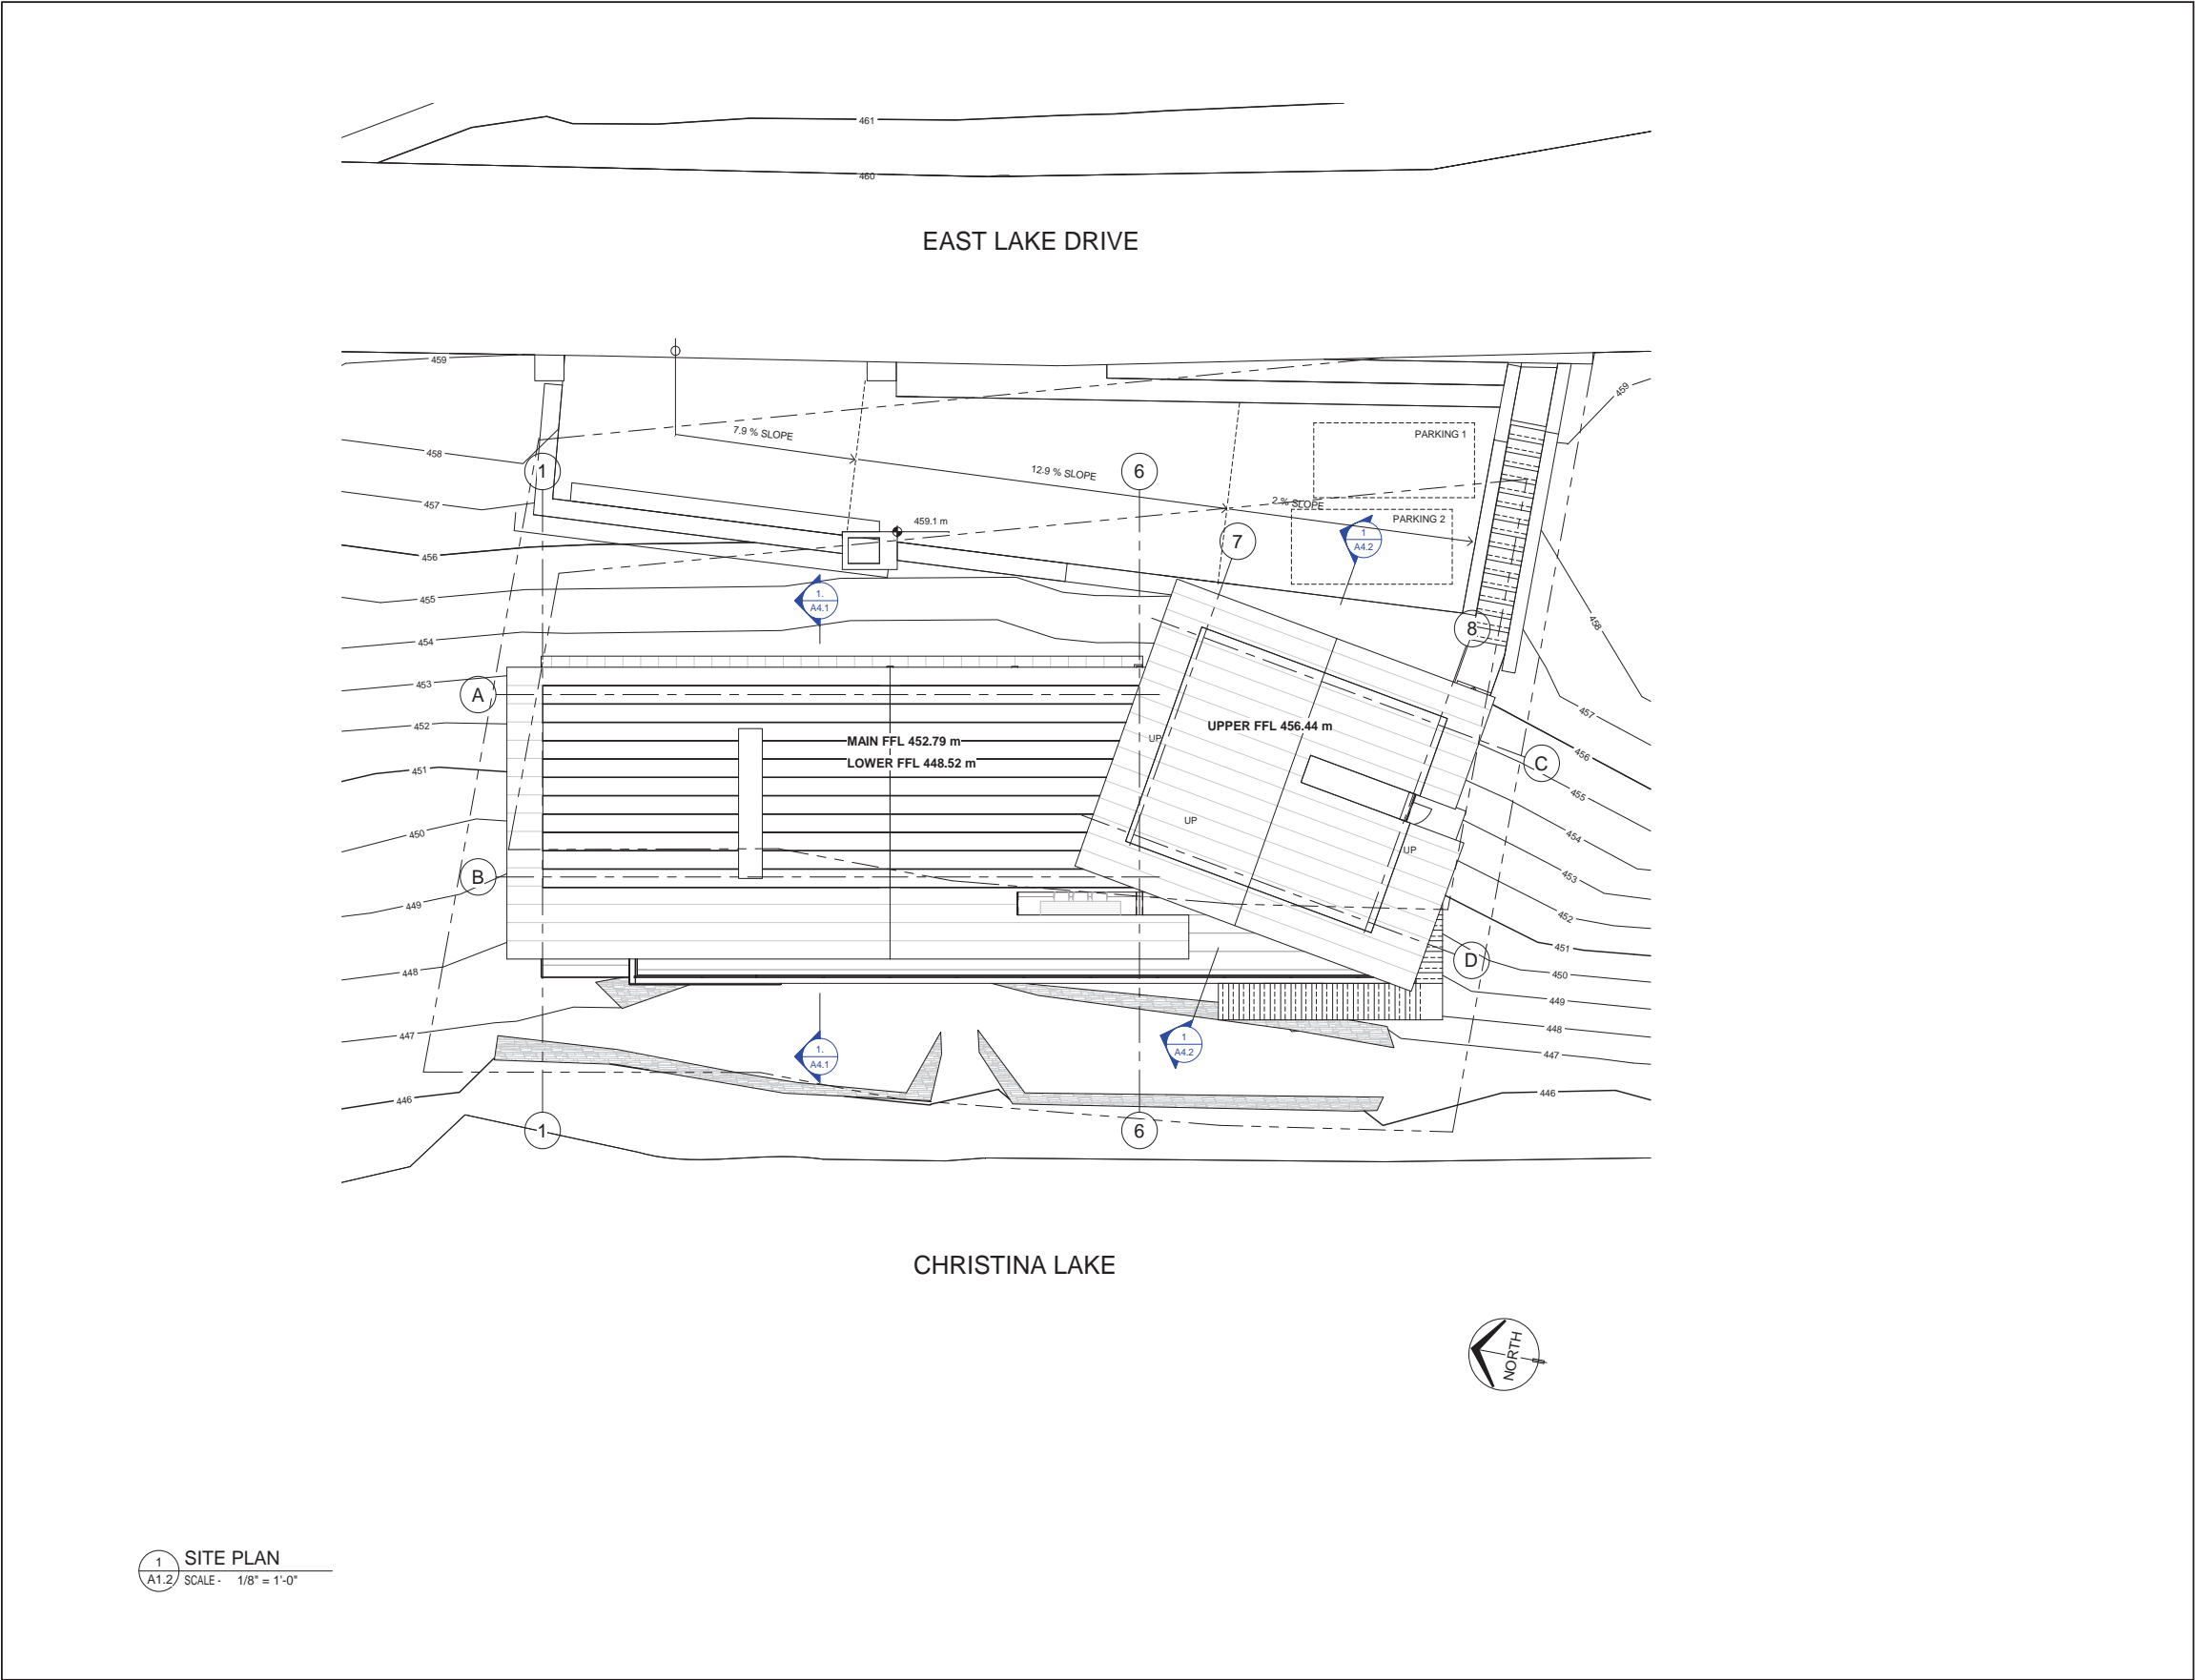 461
460
EAST LAKE DRIVE
459
459
458
7.9 % SLOPE
PARKING 1
1
12.9 % SLOPE
6
457
2 % SLOPE
459.1 m
PARKING 2
1
A4.2
7
456
455
1.
A4.1
454
8
458
453
A
452
457
UPPER FFL 456.44 m
UP
MAIN FFL 452.79 m
LOWER FFL 448.52 m
456
C
451
455
450
UP
454
UP
B
453
449
452
451
D
448
450
449
447
448
1
A4.2
1.
A4.1
447
446
446
1
6
CHRISTINA LAKE
NORTH
1
A1.2
SITE PLAN
SCALE - 1/8" = 1'-0"